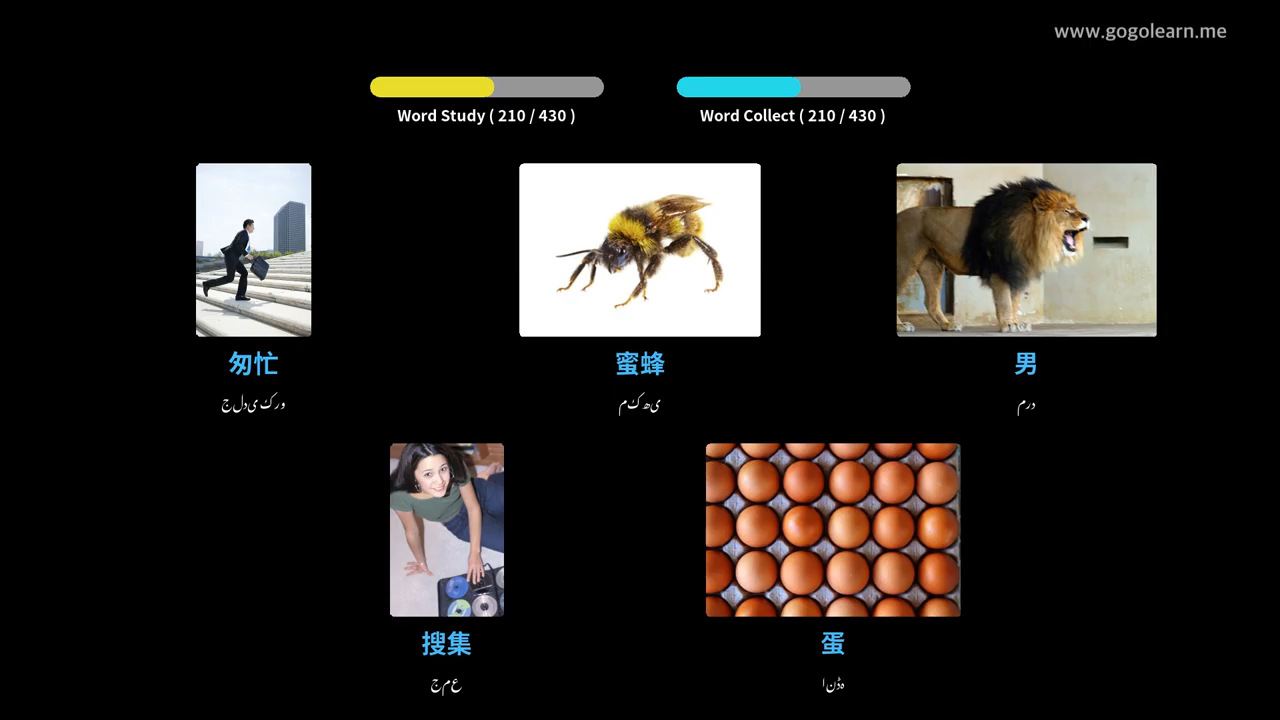 www.gogolearn.me
Word Study ( 210 / 430 )
Word Collect ( 210 / 430 )
匆忙
جلدی کرو
蜜蜂
مکھی
男
مرد
搜集
جمع
蛋
انڈہ